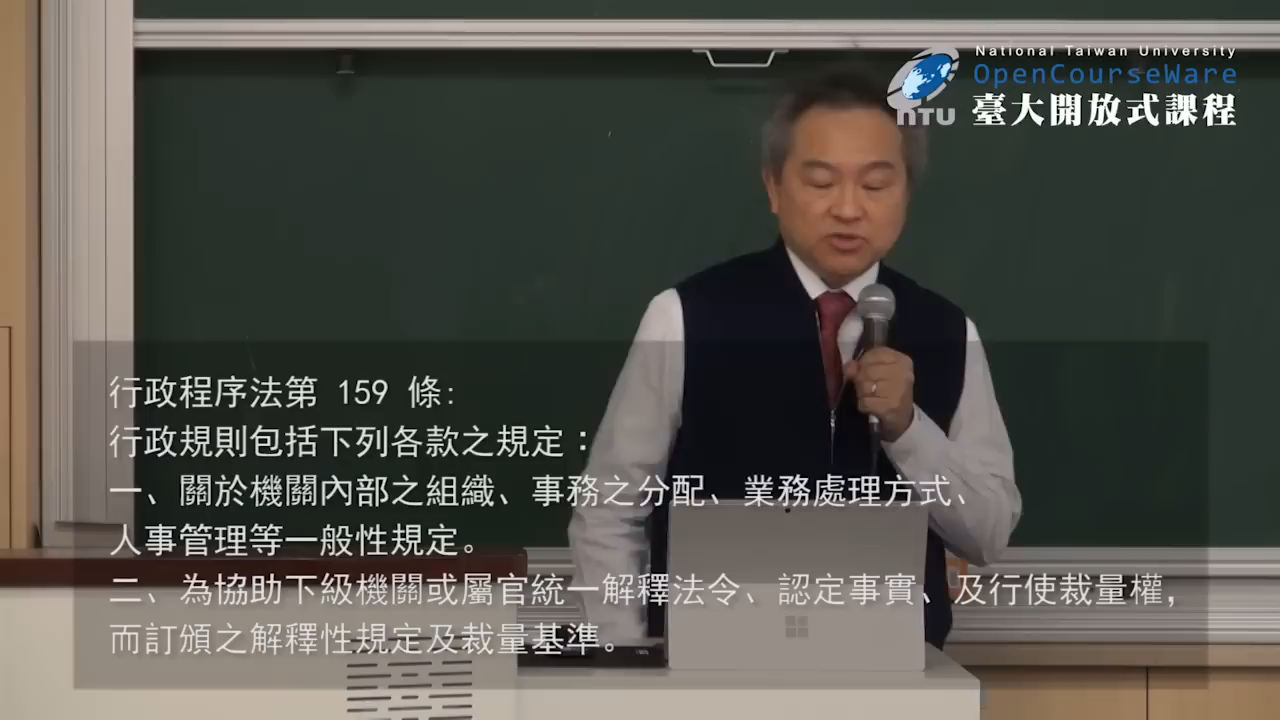 National Taiwan University
OpenCourseWare
NTU
臺大開放式課程
行政程序法第 159 條:
行政規則包括下列各款之規定：
一、關於機關內部之組織、事務之分配、業務處理方式、
人事管理等一般性規定。
二、為協助下級機關或屬官統一解釋法令、認定事實、及行使裁量權,
而訂頒之解釋性規定及裁量基準。